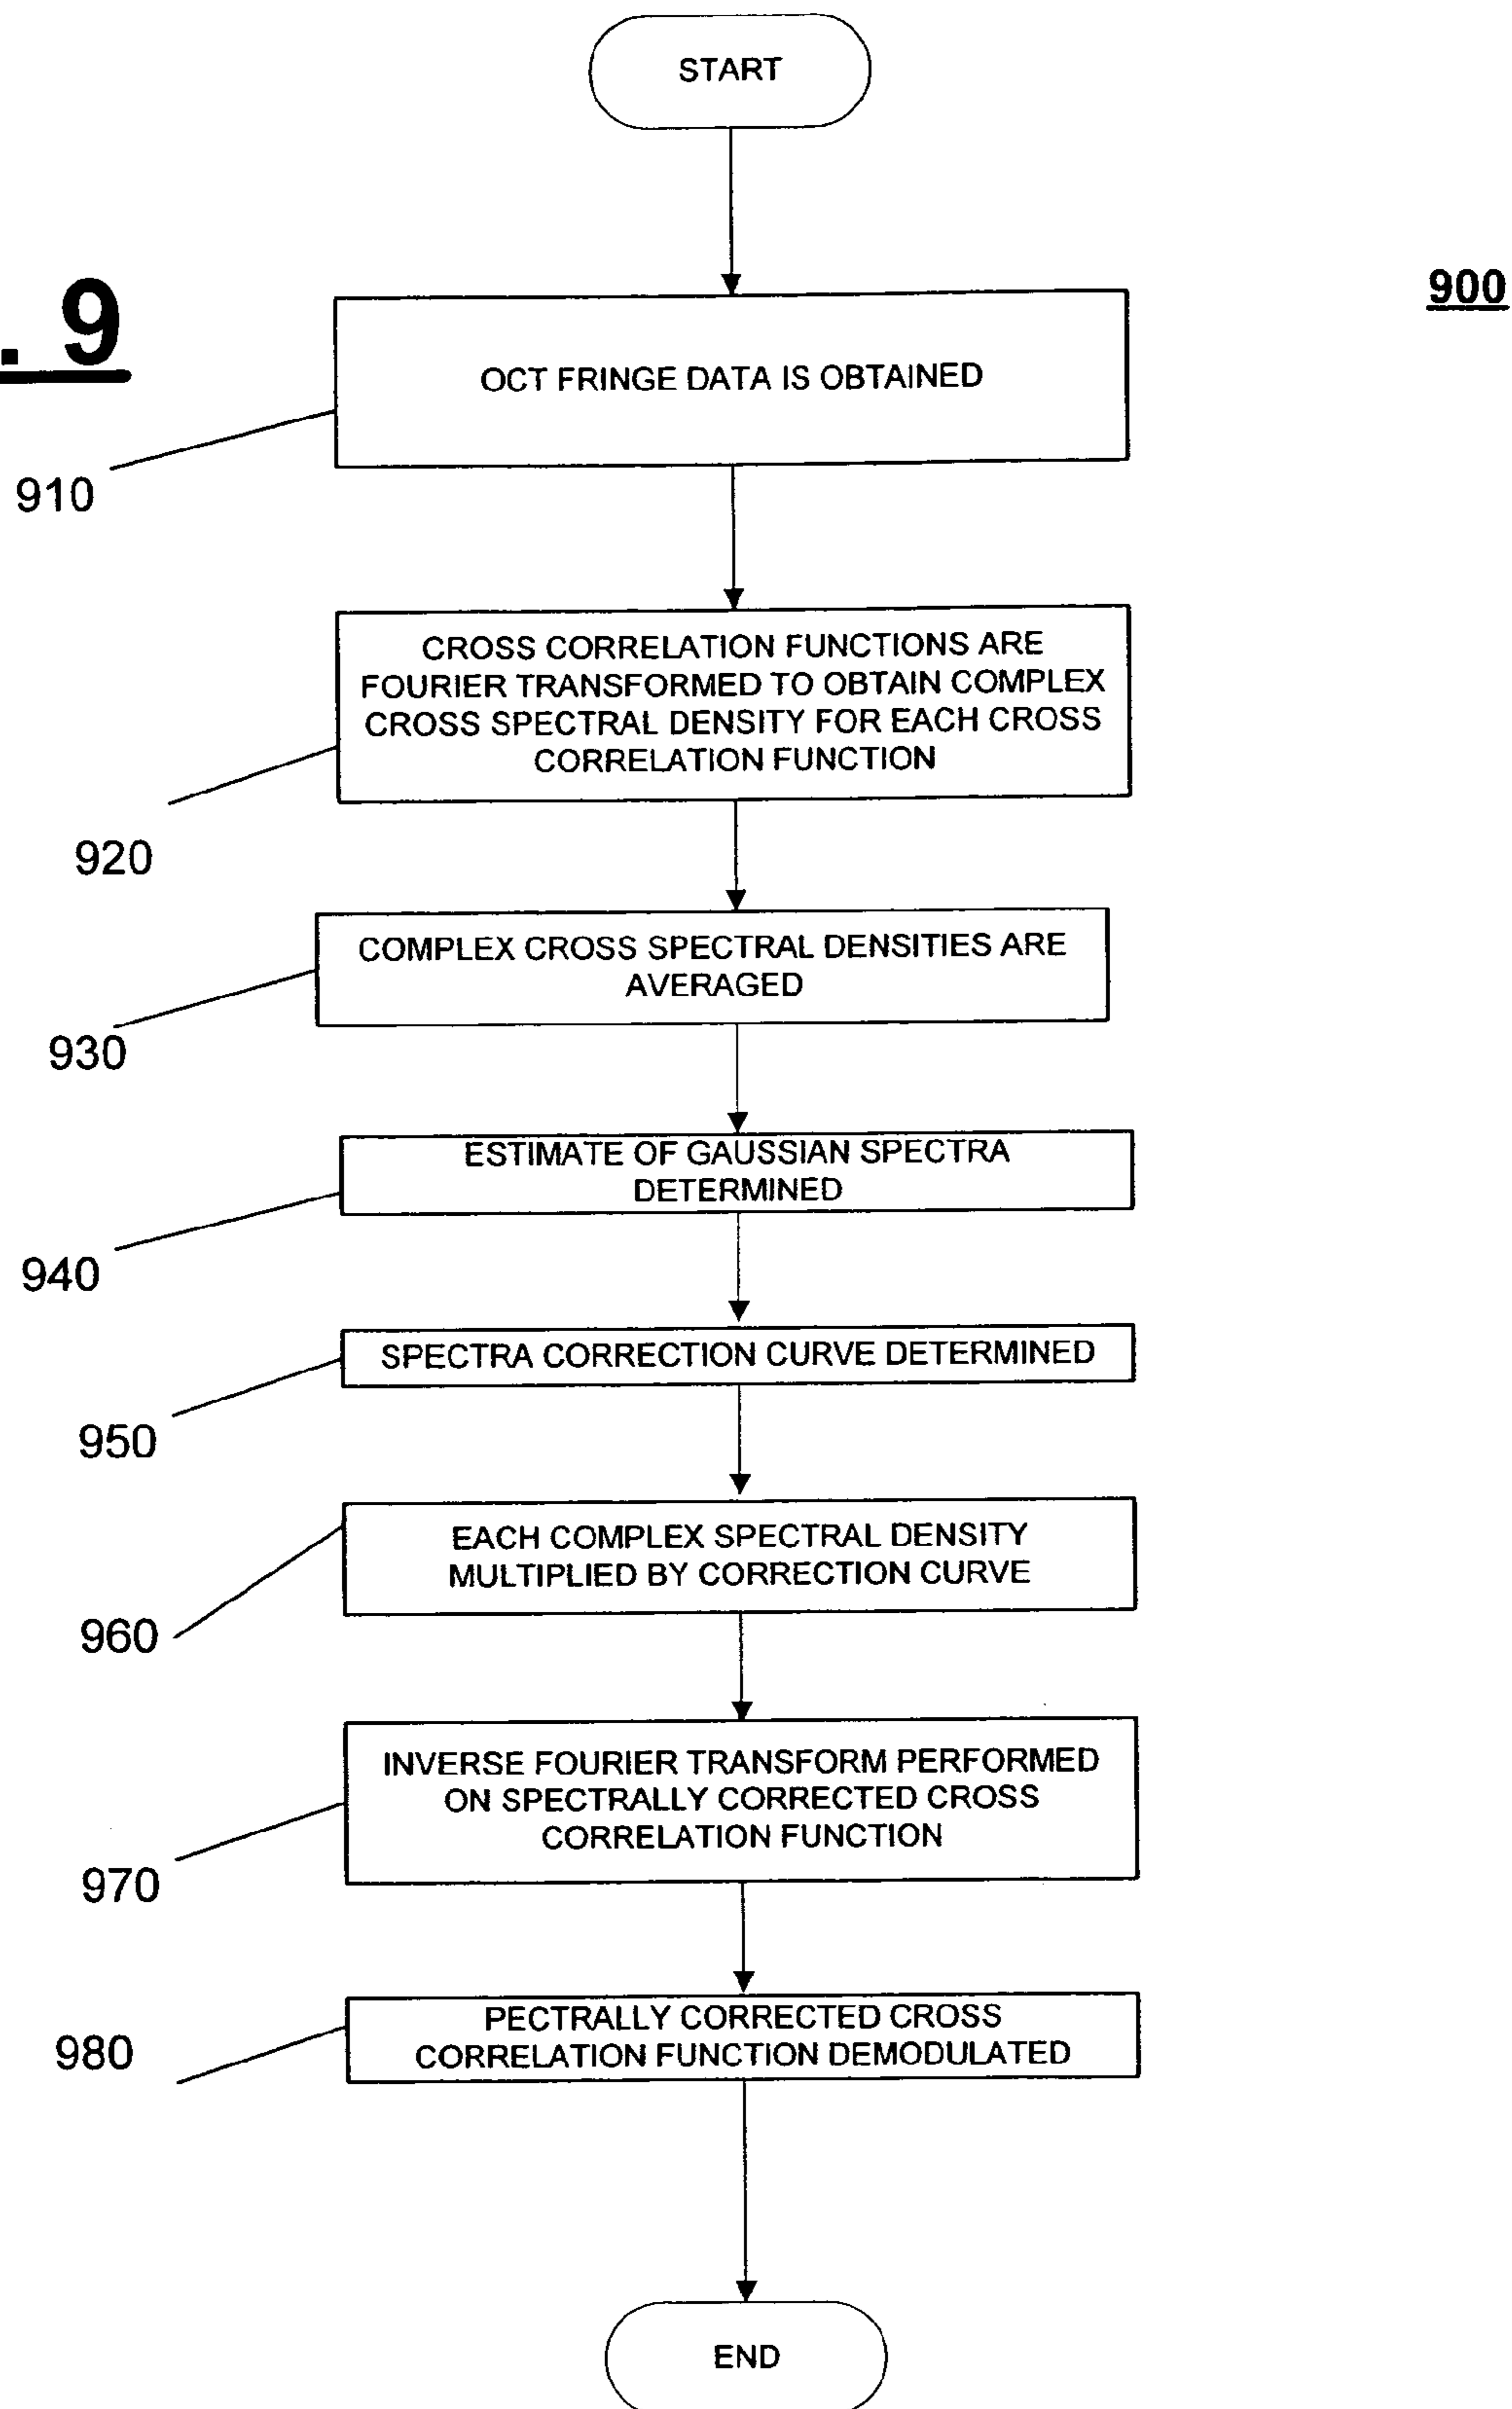 START
. 9
900
OCT FRINGE DATA IS OBTAINED
910
CROSS CORRELATION FUNCTIONS ARE
FOURIER TRANSFORMED TO OBTAIN COMPLEX
CROSS SPECTRAL DENSITY FOR EACH CROSS
CORRELATION FUNCTION
920
COMPLEX CROSS SPECTRAL DENSITIES ARE
AVERAGED
930
ESTIMATE OF GAUSSIAN SPECTRA
DETERMINED
940
SPECTRA CORRECTION CURVE DETERMINED
950
EACH COMPLEX SPECTRAL DENSITY
MULTIPLIED BY CORRECTION CURVE
960
INVERSE FOURIER TRANSFORM PERFORMED
ON SPECTRALLY CORRECTED CROSS
CORRELATION FUNCTION
970
PECTRALLY CORRECTED CROSS
CORRELATION FUNCTION DEMODULATED
980
END